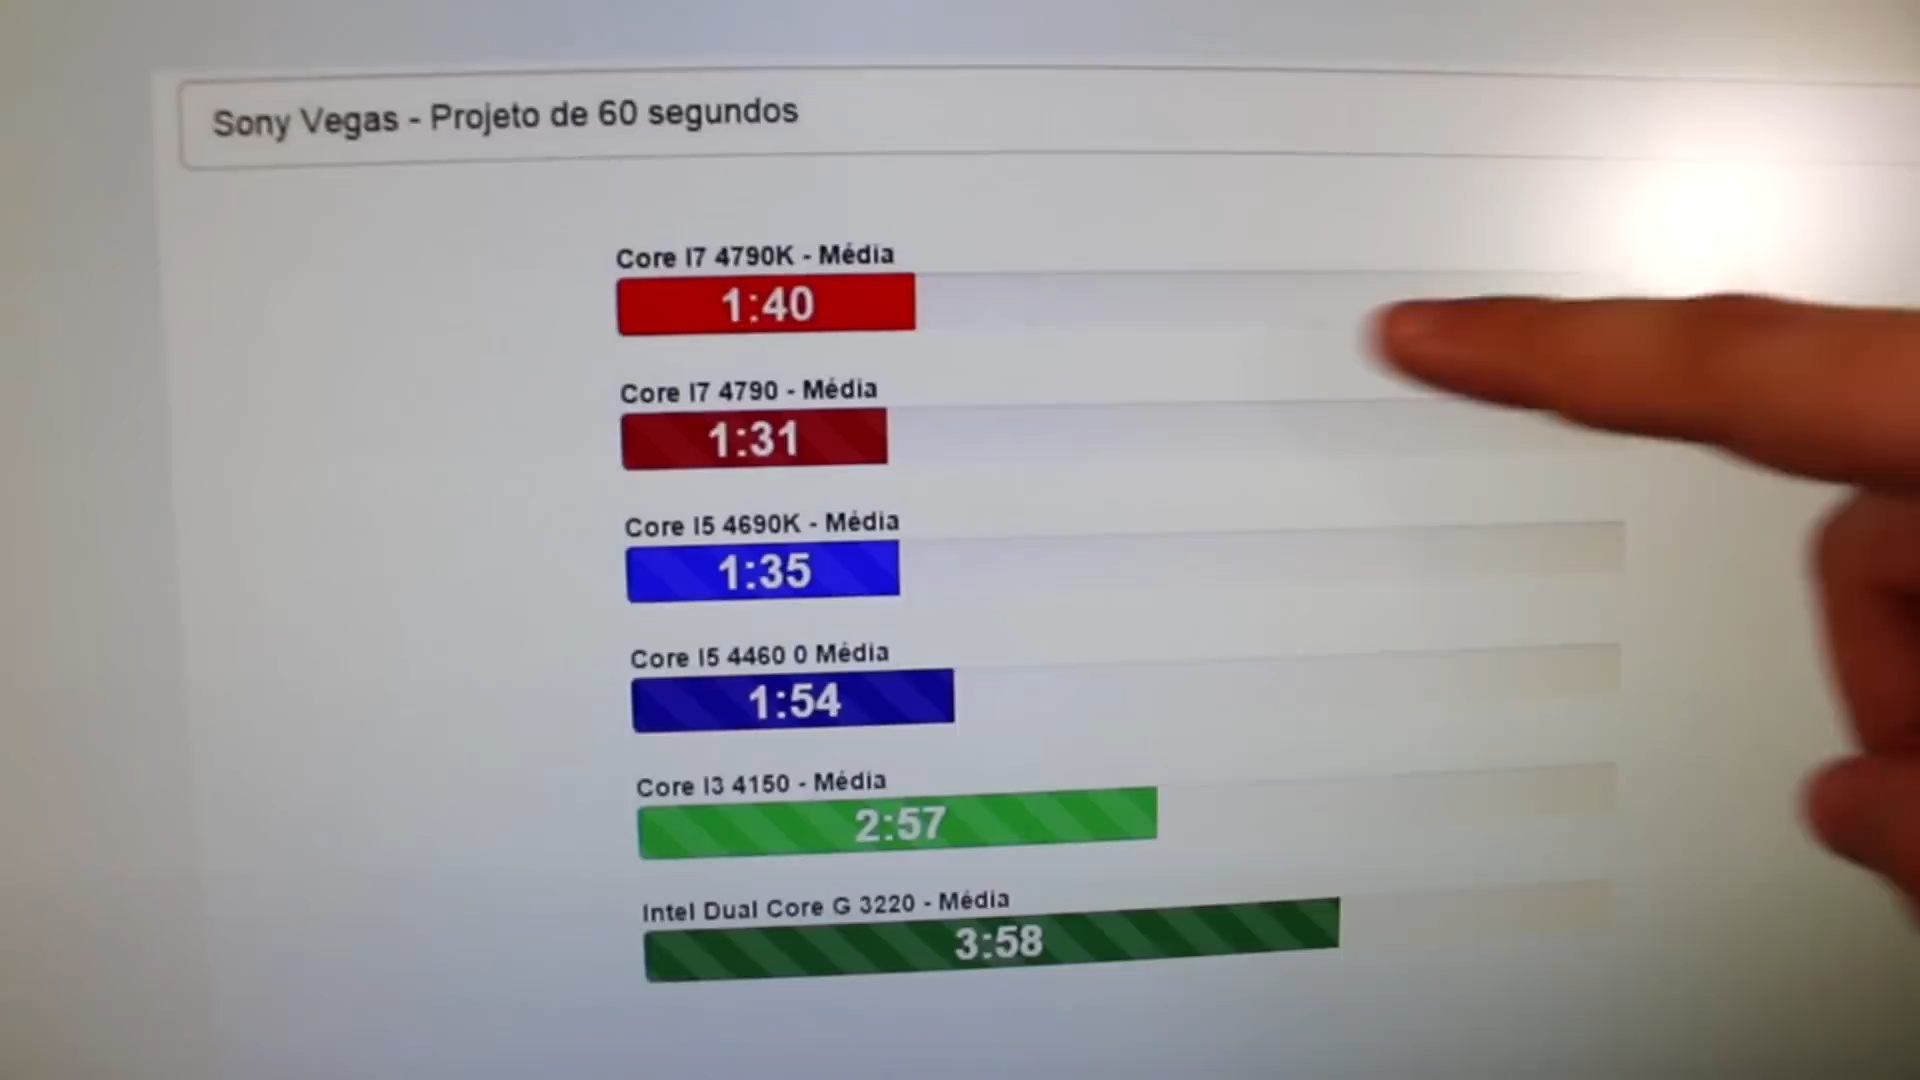 Sony Vegas - Projeto de 60 segundos
Core I7 4790K - Média
1:40
Core I7 4790 - Média
1:31
Core I5 4690K - Média
1:35
Core I5 4460 0 Média
1:54
Core I3 4150 - Média
2:57
Intel Dual Core G 3220 - Média
3:58